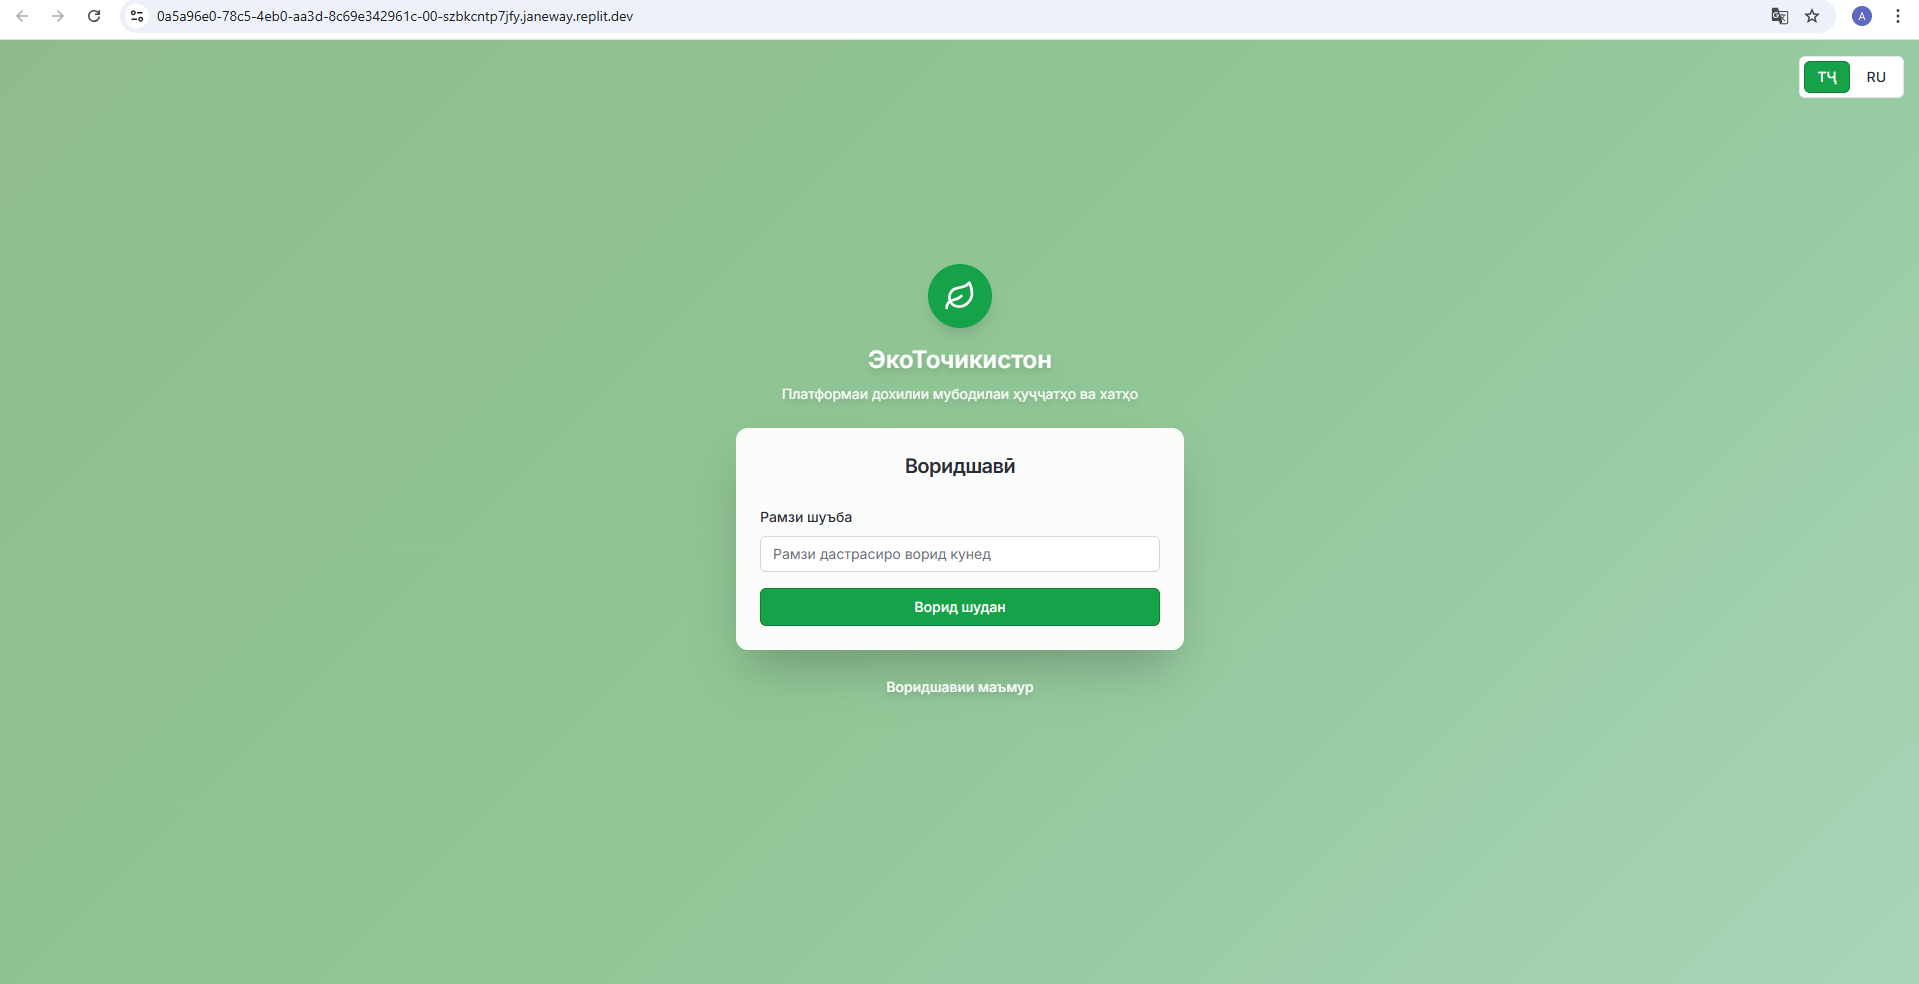 0a5a96e0-78c5-4eb0-aa3d-8c69e342961c-00-szbkcntp7jfy.janeway.replit.dev
A
ТҶ RU
ЭкоТочикистон
Платформаи дохилии мубодилаи ҳуҷҷатҳо ва хатҳо
Воридшавӣ
Рамзи шуъба
Рамзи дастрасиро ворид кунед
Ворид шудан
Воридшавии маъмур